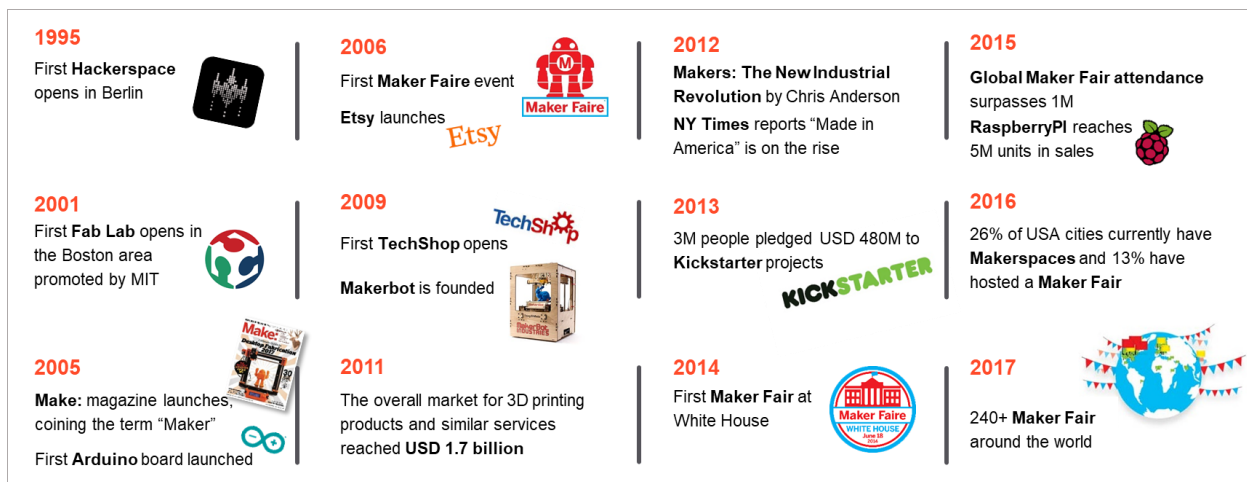 1995
First Hackerspace
opens in Berlin
2001
First Fab Lab opens in
the Boston area
promoted by MIT
2005
Make: magazine launches,
coining the term “Maker”
First Arduino board launched
Make:
Desktop Fabrication
2006
First Maker Faire event
Etsy launches
M
Maker Faire
Etsy
2009
First TechShop opens
Makerbot is founded
TechShop
MakerBot
INDUSTRIES
2011
The overall market for 3D printing
products and similar services
reached USD 1.7 billion
2012
Makers: The New Industrial
Revolution by Chris Anderson
NY Times reports “Made in
America” is on the rise
2013
3M people pledged USD 480M to
Kickstarter projects
KICKSTARTER
2014
First Maker Fair at
White House
Maker Faire
WHITE HOUSE
June 18
2014
2015
Global Maker Fair attendance
surpasses 1M
RaspberryPI reaches
5M units in sales
2016
26% of USA cities currently have
Makerspaces and 13% have
hosted a Maker Fair
2017
240+ Maker Fair
around the world